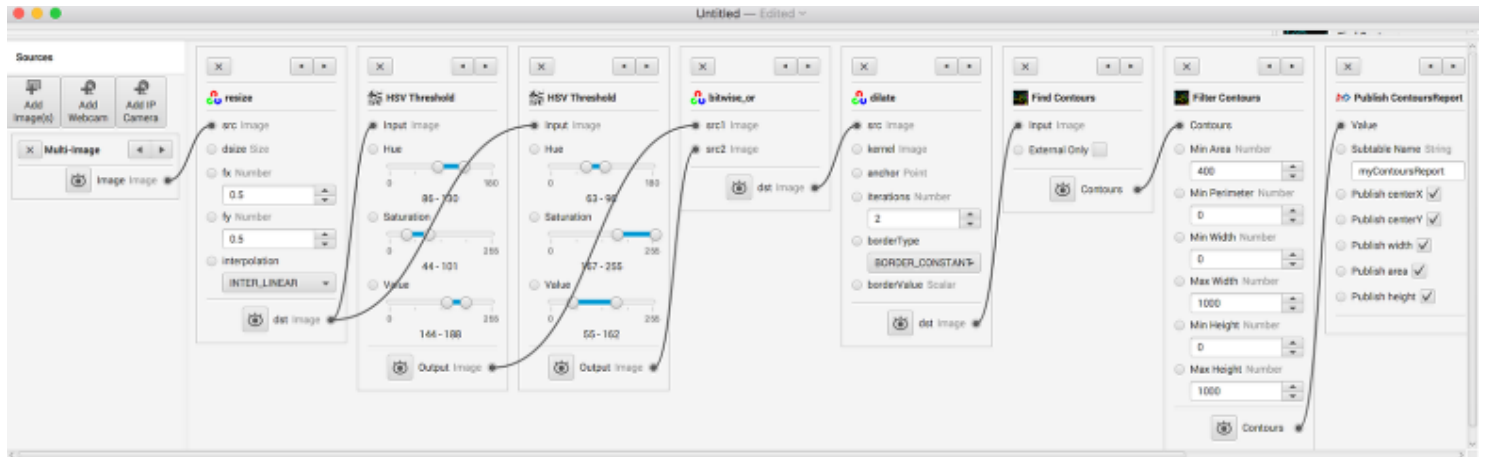 Untitled — Edited
Sources
Add Image(s)
Add Webcam
Add IP Camera
Multi-Image
Image Image
resize
src Image
dsize Size
fx Number
0.5
fy Number
0.5
interpolation
INTER_LINEAR
dst Image
HSV Threshold
Input Image
Hue
0 180
86 - 130
Saturation
0 255
44 - 101
Value
0 255
144 - 188
Output Image
HSV Threshold
Input Image
Hue
0 180
63 - 96
Saturation
0 255
167 - 255
Value
0 255
55 - 162
Output Image
bitwise_or
src1 Image
src2 Image
dst Image
dilate
src Image
kernel Image
anchor Point
iterations Number
2
borderType
BORDER_CONSTANT
borderValue Scalar
dst Image
Find Contours
Input Image
External Only
Contours
Filter Contours
Contours
Min Area Number
400
Min Perimeter Number
0
Min Width Number
0
Max Width Number
1000
Min Height Number
0
Max Height Number
1000
Contours
Publish ContoursReport
Value
Subtable Name String
myContoursReport
Publish centerX
Publish centerY
Publish width
Publish area
Publish height